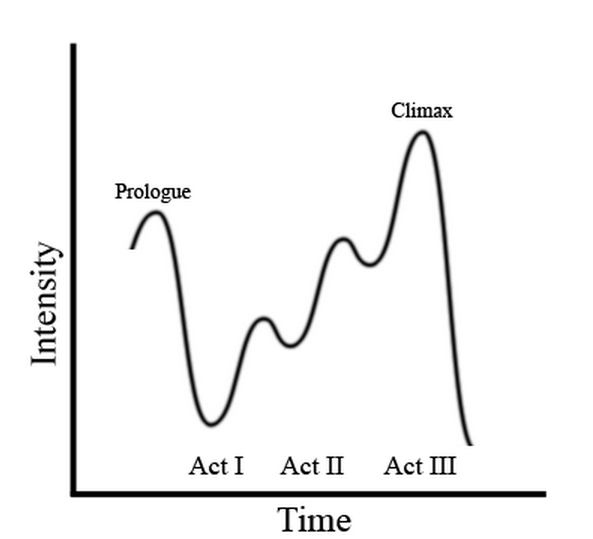 Climax
Prologue
Intensity
Act I Act II Act III
Time